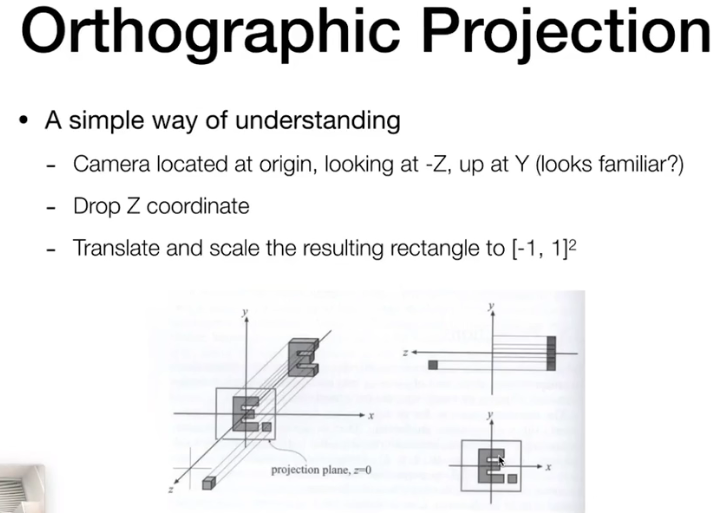 Orthographic Projection
• A simple way of understanding
- Camera located at origin, looking at -Z, up at Y (looks familiar?)
- Drop Z coordinate
- Translate and scale the resulting rectangle to [-1, 1]²
y
y
z
x
E.
y
x
E.
projection plane, z=0
z